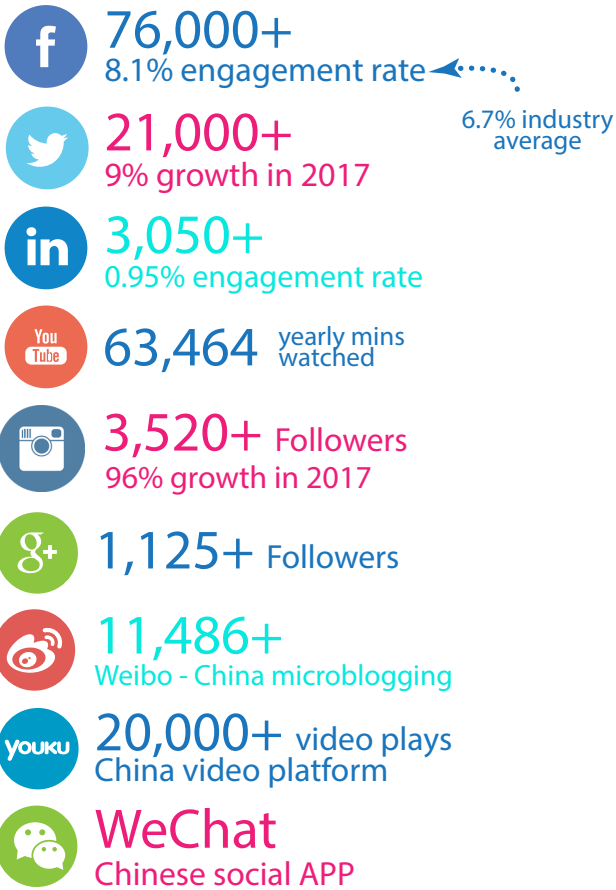 f
76,000+
8.1% engagement rate
6.7% industry
average
21,000+
9% growth in 2017
in
3,050+
0.95% engagement rate
You
Tube
63,464 yearly mins
watched
3,520+ Followers
96% growth in 2017
g+
1,125+ Followers
11,486+
Weibo - China microblogging
YOUKU
20,000+ video plays
China video platform
WeChat
Chinese social APP